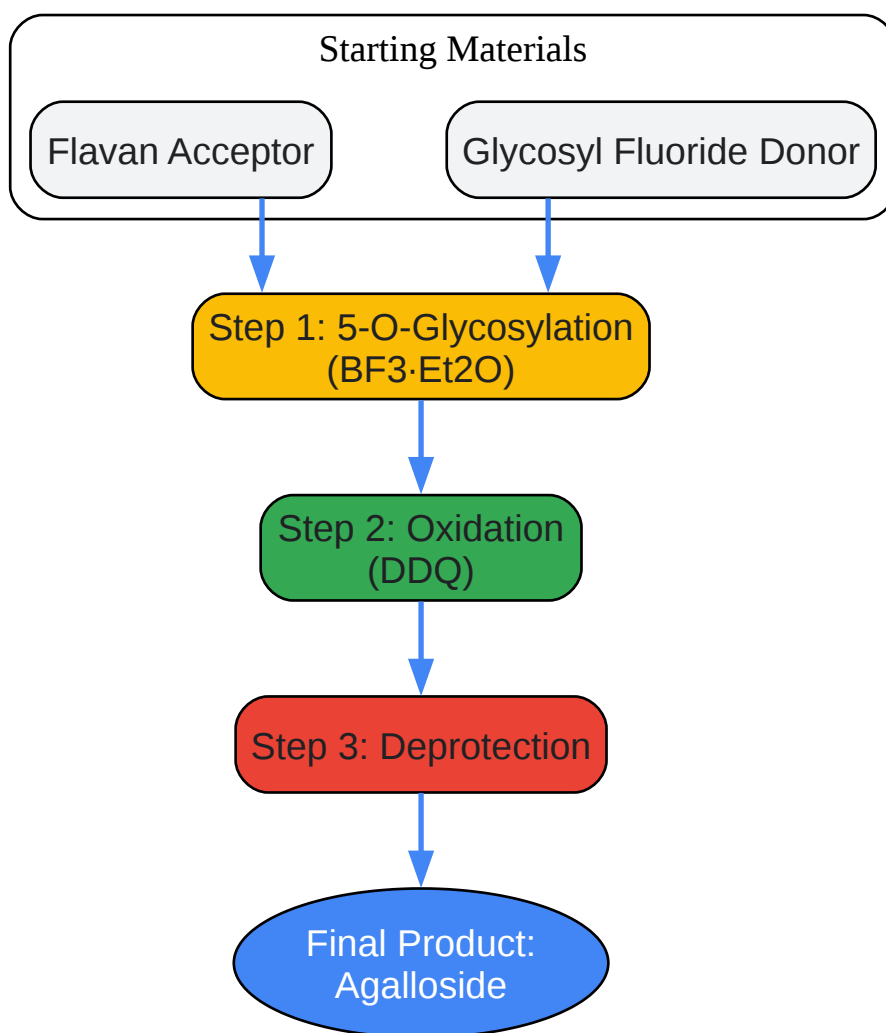 Starting Materials
Flavan Acceptor
Glycosyl Fluoride Donor
Step 1: 5-O-Glycosylation
(BF3·Et2O)
Step 2: Oxidation
(DDQ)
Step 3: Deprotection
Final Product:
Agalloside